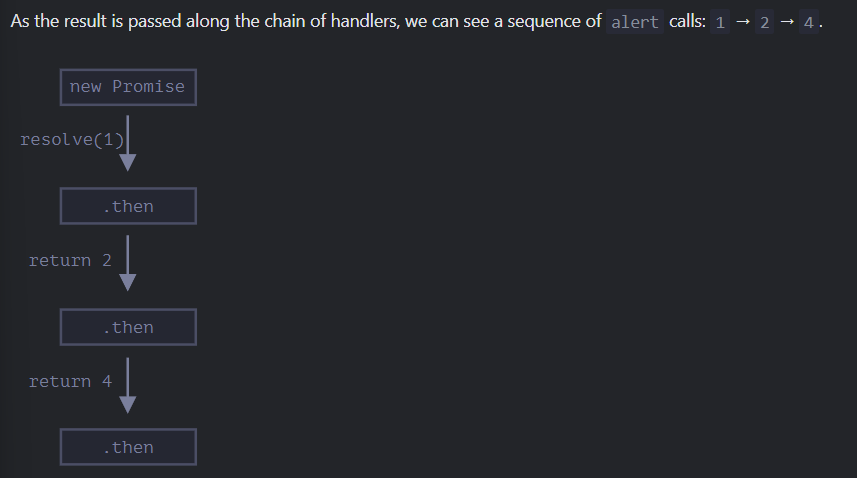 As the result is passed along the chain of handlers, we can see a sequence of alert calls: 1 → 2 → 4.
new Promise
resolve(1)
.then
return 2
.then
return 4
.then